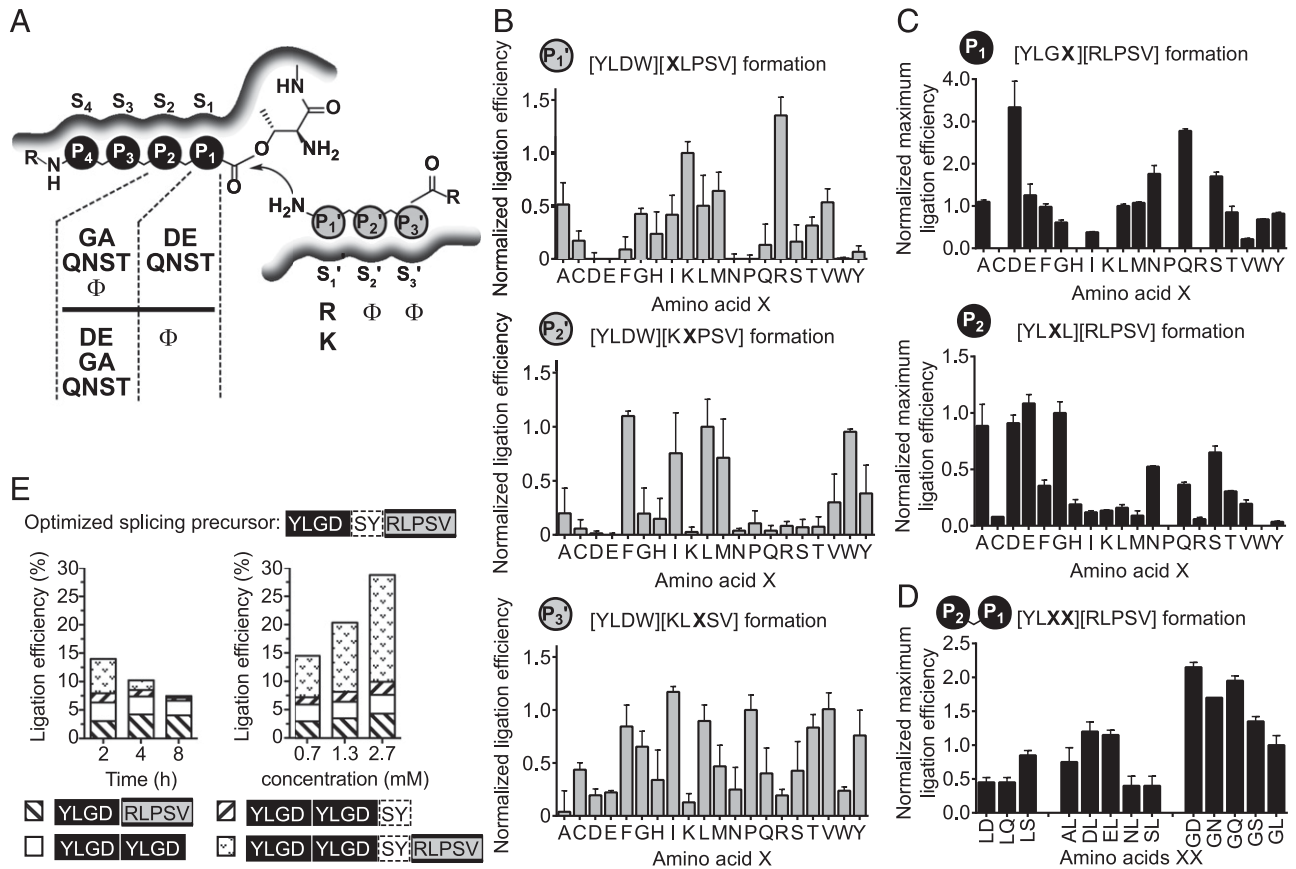 A
S4 S3 S2 S1
HN
O
O
NH2
R
N
H
P4 P3 P2 P1
O
O
R
H2N
P1' P2' P3'
S1' S2' S3'
GA
QNST
Φ
DE
QNST
DE
GA
QNST
Φ
R Φ Φ
K
B
P1' [YLDW][XLPSV] formation
Normalized ligation efficiency
1.5
1.0
0.5
0
A C D E F G H I K L M N P Q R S T V W Y
Amino acid X
P2' [YLDW][KXPSV] formation
Normalized ligation efficiency
1.5
1.0
0.5
0
A C D E F G H I K L M N P Q R S T V W Y
Amino acid X
P3' [YLDW][KLXSV] formation
Normalized ligation efficiency
1.5
1.0
0.5
0
A C D E F G H I K L M N P Q R S T V W Y
Amino acid X
C
P1 [YLGX][RLPSV] formation
Normalized maximum
ligation efficiency
4.0
3.0
2.0
1.0
0.0
A C D E F G H I K L M N P Q R S T V W Y
Amino acid X
P2 [YLXL][RLPSV] formation
Normalized maximum
ligation efficiency
1.5
1.0
0.5
0
A C D E F G H I K L M N P Q R S T V W Y
Amino acid X
D
P2 P1 [YLXX][RLPSV] formation
Normalized maximum
ligation efficiency
2.5
2.0
1.5
1.0
0.5
0
LD LQ LS AL DL EL NL SL GD GN GQ GS GL
Amino acids XX
E
Optimized splicing precursor: YLGD SY RLPSV
Ligation efficiency (%)
30
25
20
15
10
5
0
2 4 8
Time (h)
Ligation efficiency (%)
30
25
20
15
10
5
0
0.7 1.3 2.7
concentration (mM)
YLGD RLPSV
YLGD YLGD SY
YLGD YLGD
YLGD YLGD SY RLPSV